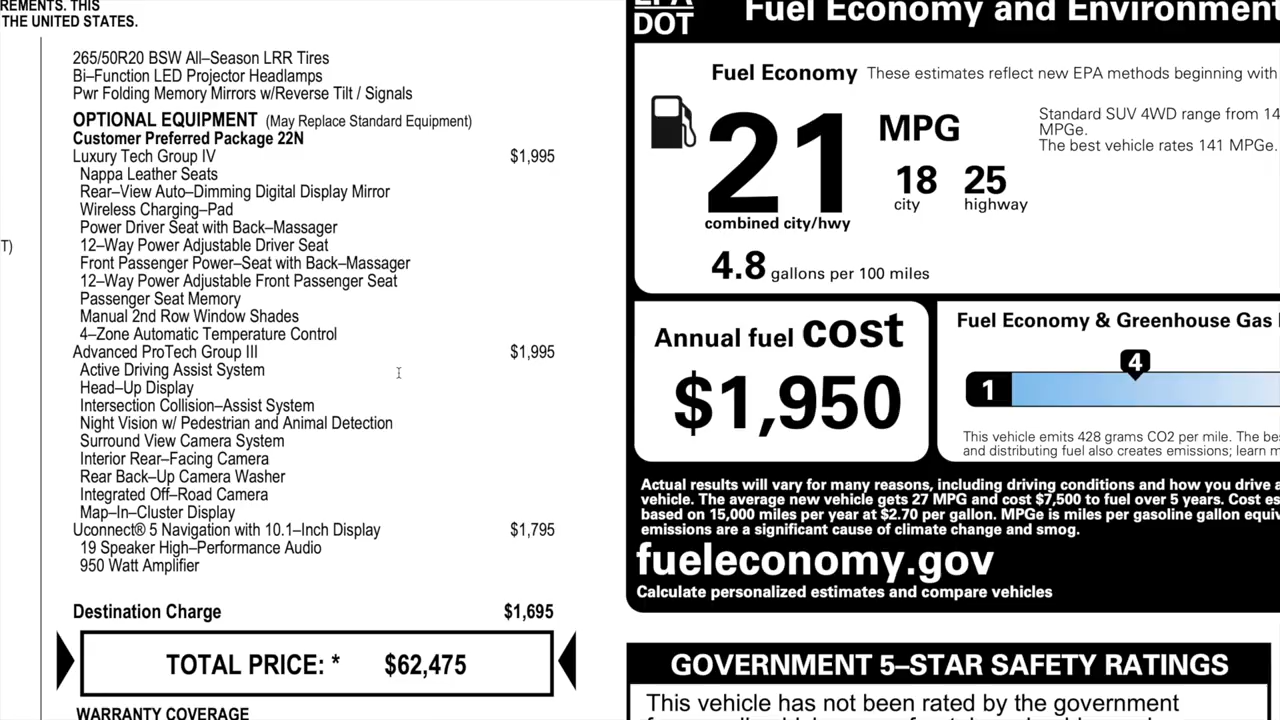 REMENTS. THIS
THE UNITED STATES.
T)
265/50R20 BSW All–Season LRR Tires
Bi–Function LED Projector Headlamps
Pwr Folding Memory Mirrors w/Reverse Tilt / Signals
OPTIONAL EQUIPMENT (May Replace Standard Equipment)
Customer Preferred Package 22N
Luxury Tech Group IV $1,995
Nappa Leather Seats
Rear–View Auto–Dimming Digital Display Mirror
Wireless Charging–Pad
Power Driver Seat with Back–Massager
12–Way Power Adjustable Driver Seat
Front Passenger Power–Seat with Back–Massager
12–Way Power Adjustable Front Passenger Seat
Passenger Seat Memory
Manual 2nd Row Window Shades
4–Zone Automatic Temperature Control
Advanced ProTech Group III $1,995
Active Driving Assist System
Head–Up Display
Intersection Collision–Assist System
Night Vision w/ Pedestrian and Animal Detection
Surround View Camera System
Interior Rear–Facing Camera
Rear Back–Up Camera Washer
Integrated Off–Road Camera
Map–In–Cluster Display
Uconnect® 5 Navigation with 10.1–Inch Display $1,795
19 Speaker High–Performance Audio
950 Watt Amplifier
Destination Charge $1,695
TOTAL PRICE: * $62,475
WARRANTY COVERAGE
EPA
DOT
Fuel Economy and Environment
Fuel Economy These estimates reflect new EPA methods beginning with
21 MPG
18 25
city highway
combined city/hwy
4.8 gallons per 100 miles
Standard SUV 4WD range from 14
MPGe.
The best vehicle rates 141 MPGe.
Annual fuel cost
$1,950
Fuel Economy & Greenhouse Gas
4
1
This vehicle emits 428 grams CO2 per mile. The be
and distributing fuel also creates emissions; learn m
Actual results will vary for many reasons, including driving conditions and how you drive a
vehicle. The average new vehicle gets 27 MPG and cost $7,500 to fuel over 5 years. Cost es
based on 15,000 miles per year at $2.70 per gallon. MPGe is miles per gasoline gallon equiv
emissions are a significant cause of climate change and smog.
fueleconomy.gov
Calculate personalized estimates and compare vehicles
GOVERNMENT 5–STAR SAFETY RATINGS
This vehicle has not been rated by the government